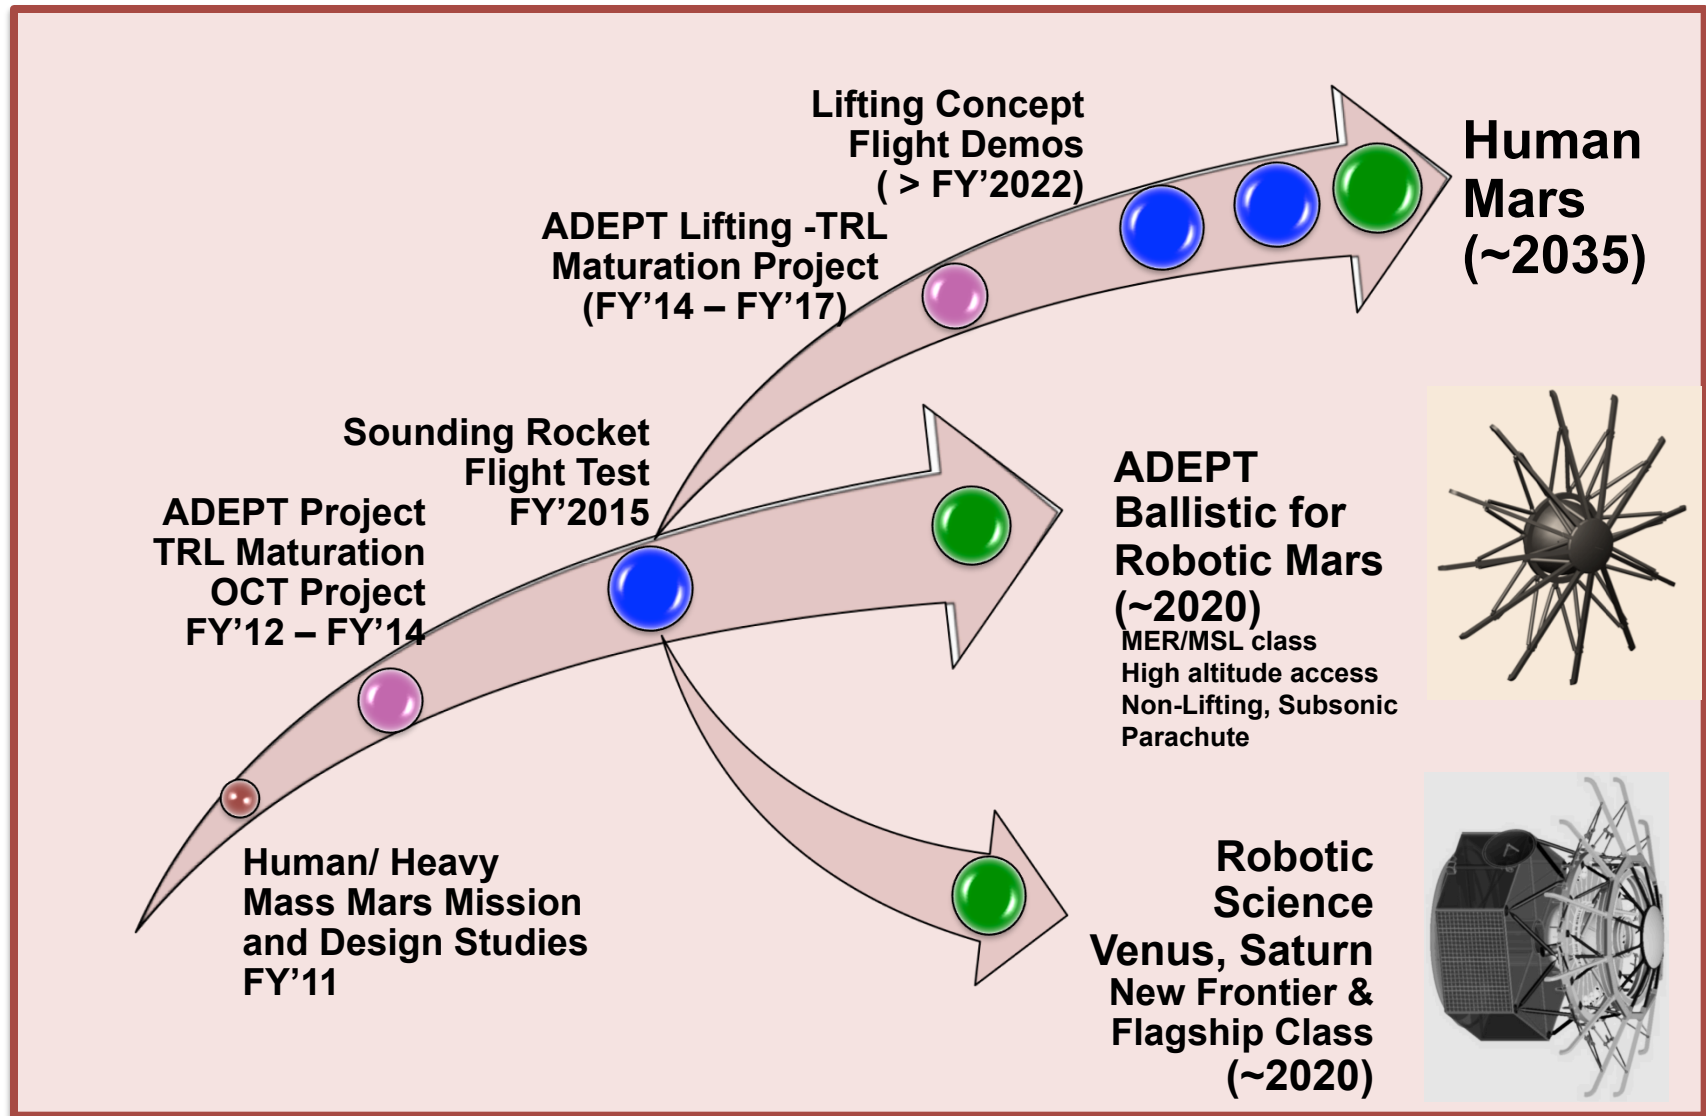 Lifting Concept
Flight Demos
( > FY’2022)
Human
Mars
(~2035)
ADEPT Lifting -TRL
Maturation Project
(FY’14 – FY’17)
Sounding Rocket
Flight Test
FY’2015
ADEPT Project
TRL Maturation
OCT Project
FY’12 – FY’14
ADEPT
Ballistic for
Robotic Mars
(~2020)
MER/MSL class
High altitude access
Non-Lifting, Subsonic
Parachute
Human/ Heavy
Mass Mars Mission
and Design Studies
FY’11
Robotic
Science
Venus, Saturn
New Frontier &
Flagship Class
(~2020)